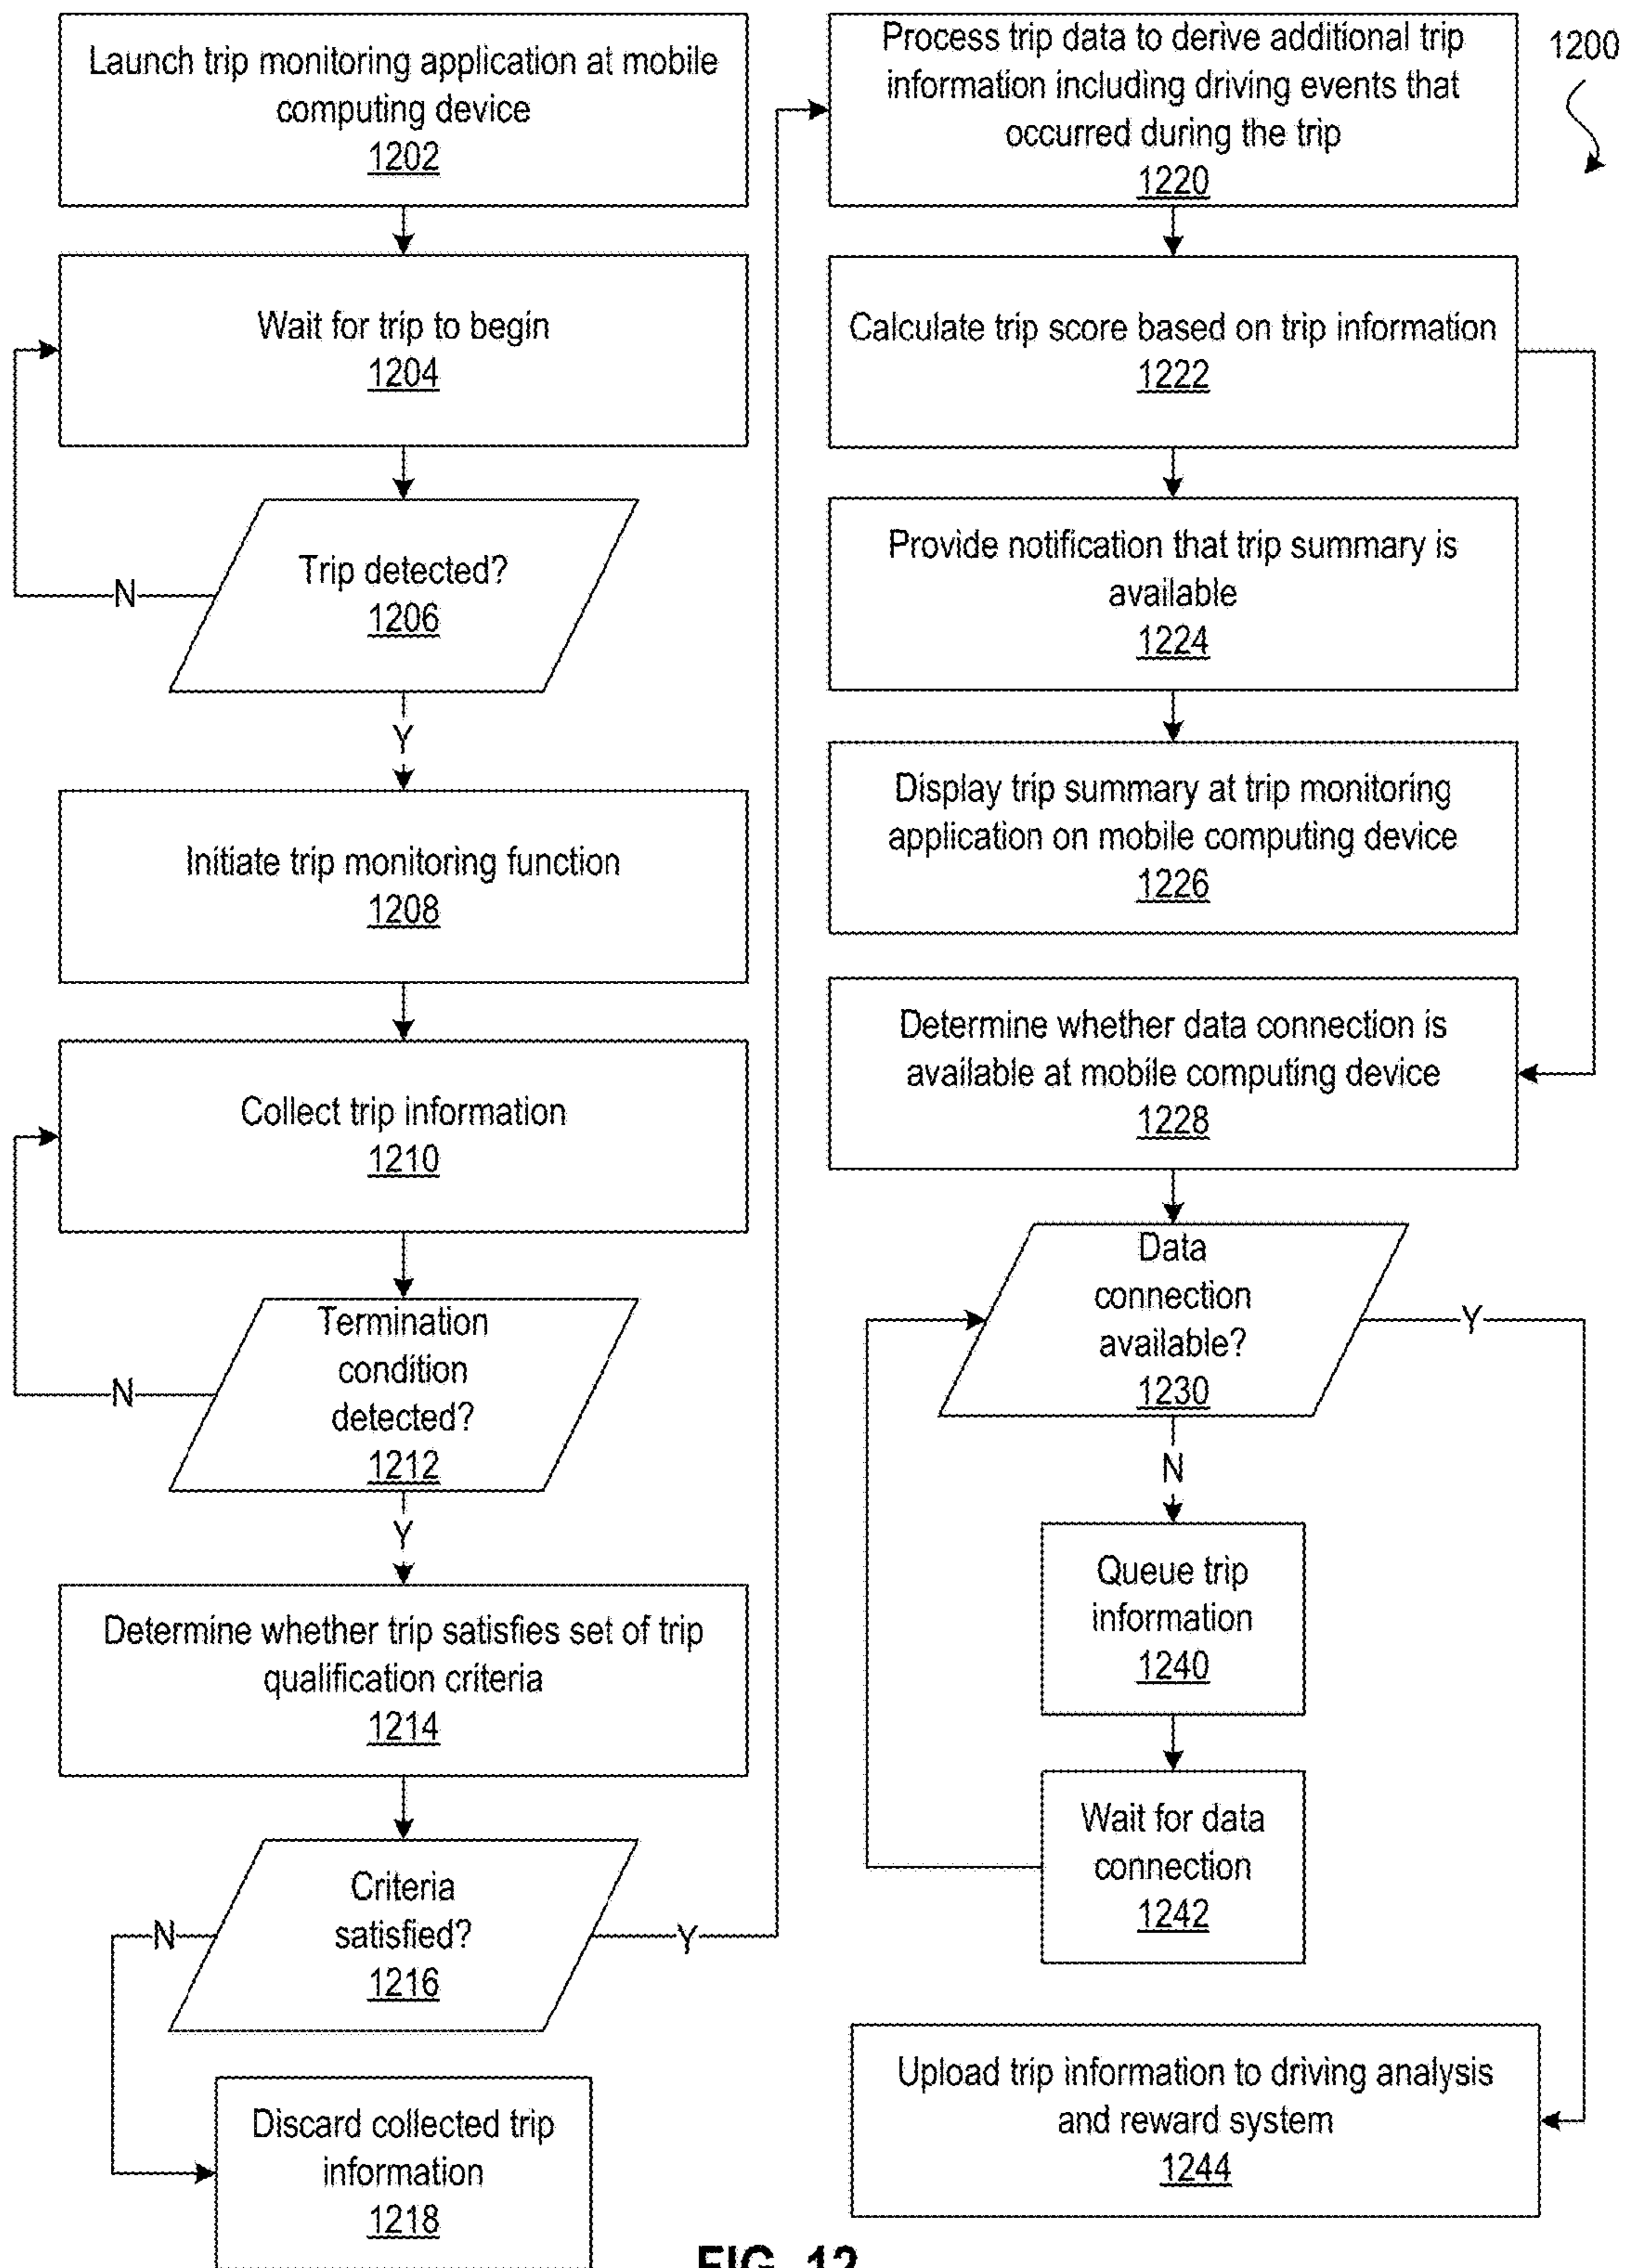 Launch trip monitoring application at mobile
computing device
1202
Wait for trip to begin
1204
Trip detected?
1206
N
Y
Initiate trip monitoring function
1208
Collect trip information
1210
Termination
condition
detected?
1212
N
Y
Determine whether trip satisfies set of trip
qualification criteria
1214
Criteria
satisfied?
1216
N
Y
Discard collected trip
information
1218
Process trip data to derive additional trip
information including driving events that
occurred during the trip
1220
1200
Calculate trip score based on trip information
1222
Provide notification that trip summary is
available
1224
Display trip summary at trip monitoring
application on mobile computing device
1226
Determine whether data connection is
available at mobile computing device
1228
Data
connection
available?
1230
Y
N
Queue trip
information
1240
Wait for data
connection
1242
Upload trip information to driving analysis
and reward system
1244
FIG. 12